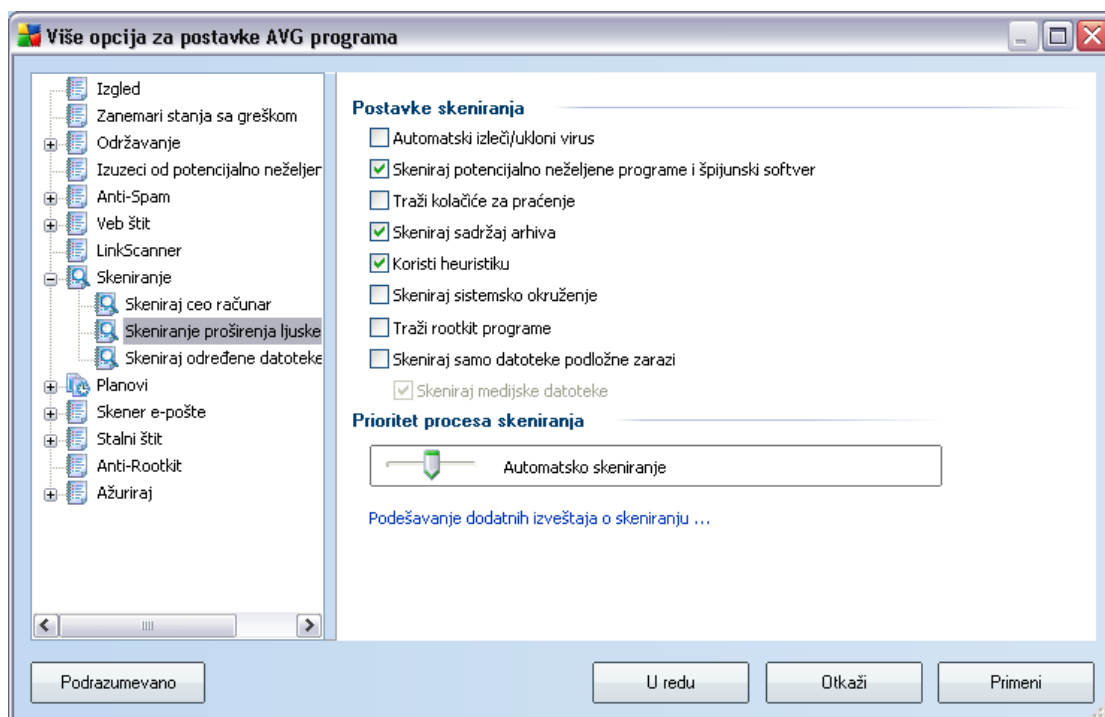 Više opcija za postavke AVG programa
Izgled
Zanemari stanja sa greškom
Održavanje
Izuzeci od potencijalno neželjer
Anti-Spam
Veb štit
LinkScanner
Skeniranje
Skeniraj ceo računar
Skeniranje proširenja ljuske
Skeniraj određene datoteke
Planovi
Skener e-pošte
Stalni štit
Anti-Rootkit
Ažuriraj
Postavke skeniranja
Automatski izleči/ukloni virus
Skeniraj potencijalno neželjene programe i špijunski softver
Traži kolačiće za praćenje
Skeniraj sadržaj arhiva
Koristi heuristiku
Skeniraj sistemsko okruženje
Traži rootkit programe
Skeniraj samo datoteke podložne zarazi
Skeniraj medijske datoteke
Prioritet procesa skeniranja
Automatsko skeniranje
Podešavanje dodatnih izveštaja o skeniranju ...
Podrazumevano
U redu
Otkaži
Primeni